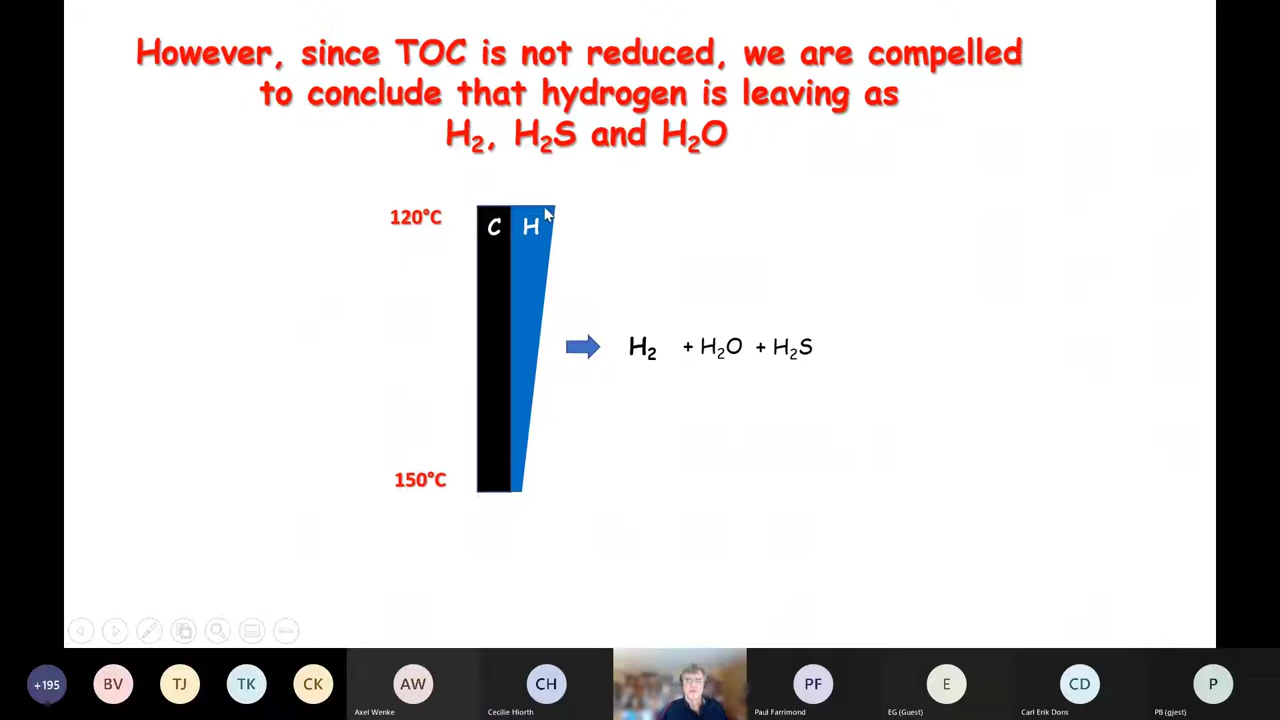 However, since TOC is not reduced, we are compelled
to conclude that hydrogen is leaving as
H₂, H₂S and H₂O
120°C
C H
H₂ + H₂O + H₂S
150°C
+195
BV
TJ
TK
CK
AW
CH
PF
E
CD
P
Axel Wenke
Cecilie Hiorth
Paul Farrimond
EG (Guest)
Carl Erik Dons
PB (gjest)